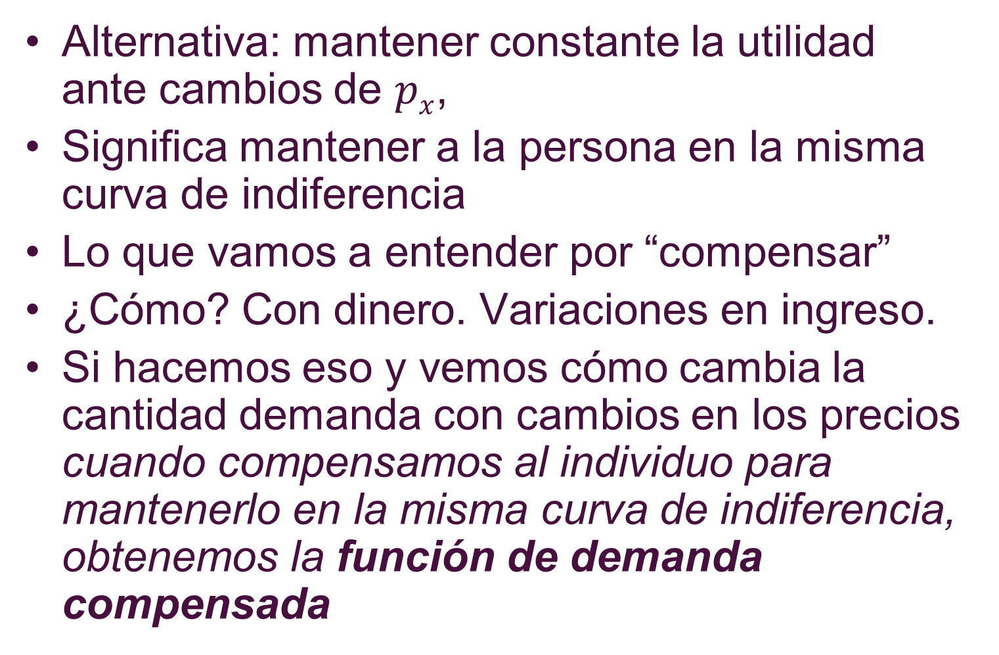 • Alternativa: mantener constante la utilidad
ante cambios de 𝑝𝑥,
• Significa mantener a la persona en la misma
curva de indiferencia
• Lo que vamos a entender por “compensar”
• ¿Cómo? Con dinero. Variaciones en ingreso.
• Si hacemos eso y vemos cómo cambia la
cantidad demanda con cambios en los precios
cuando compensamos al individuo para
mantenerlo en la misma curva de indiferencia,
obtenemos la función de demanda
compensada